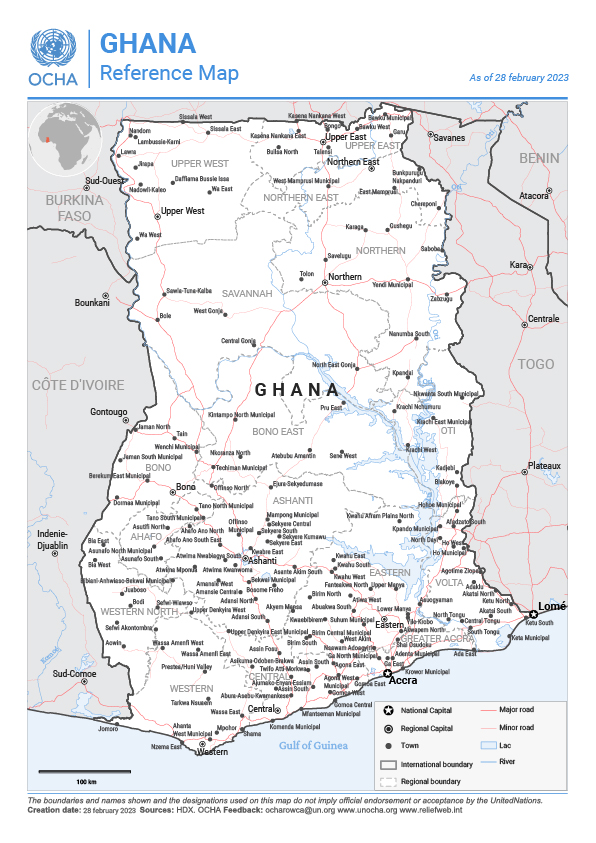 OCHA
GHANA
Reference Map
As of 28 february 2023
Sissala West
Kasena Nankana West
Bawku Municipal
Nandom
Sissala East
Kasena Nankana East
Bongo
Bawku West
Garu
Savanes
Lambussie-Karni
Upper East
UPPER EAST
Lawra
Builsa North
Talensi
BENIN
Jirapa
UPPER WEST
Northern East
Sud-Ouest
Daffiama Bussie Issa
West Mamprusi Municipal
Bunkpurugu
Nakpanduri
Nadowli-Kaleo
Wa East
East Mamprusi
Atacora
BURKINA
FASO
NORTHERN EAST
Upper West
Chereponi
Karaga
Gushegu
Wa West
NORTHERN
Saboba
Savelugu
Kara
Tolon
Northern
Yendi Municipal
Bounkani
Sawla-Tuna-Kalba
SAVANNAH
Zabzugu
West Gonja
Bole
Centrale
Oti
Central Gonja
Nanumba South
North East Gonja
TOGO
Kpandai
CÔTE D'IVOIRE
GHANA
Nkwanta South Municipal
Gontougo
Pru East
Krachi Nchumuru
Kintampo North Municipal
Krachi East Municipal
Jaman North
BONO EAST
OTI
Tain
Wenchi Municipal
Krachi West
Jaman South Municipal
Nkoranza North
Atebubu Amantin
Sene West
BONO
Techiman Municipal
Kadjebi
Plateaux
Berekum East Municipal
Biakoye
Bono
Offinso North
Ejura-Sekyedumase
Dormaa Municipal
ASHANTI
Hohoe Municipal
Tano North Municipal
Tano South Municipal
Mampong Municipal
Kwahu Afram Plains North
Offinso
Municipal
Sekyere Central
Afadzato South
Asutifi North
Kpando Municipal
Indenie-
Djuablin
AHAFO
Ahafo Ano North
Municipal
Sekyere South
Sekyere Kumawu
Bia East
Ahafo Ano South East
Sekyere East
North Dayi
Ho West
Asunafo North Municipal
Kwabre East
Ho Municipal
Bia West
Asunafo South
Atwima Nwabiagya South
Ashanti
Kwahu East
Atwima Mponua
Atwima Kwanwoma
Asante Akim South
Kwahu South
Agotime Ziope
Bibiani-Anhwiaso-Bekwai Municipal
EASTERN
Bekwai Municipal
Kwahu West
VOLTA
Amansie West
Fanteakwa North
Upper Manya
Adaklu
Juaboso
Amansie Central
Bosome Freho
Birim North
Akatsi North
Bodi
Sefwi-Wiawso
Adansi North
Atiwa West
Asuogyaman
Ketu North
Lomé
WESTERN NORTH
Upper Denkyira West
Akyem Mansa
Abuakwa South
Lower Manya
Akatsi South
Adansi South
North Tongu
Sefwi Akontombra
Kwaebibirem
Suhum Municipal
Eastern
Yilo Krobo
Central Tongu
Ketu South
Upper Denkyira East Municipal
Birim Central Municipal
Akwapem North
South Tongu
Keta Municipal
Aowin
Wassa Amenfi West
Birim South
West Akim
GREATER ACCRA
Wassa Amenfi East
Assin Fosu
Nsawam Adoagyiri
Shai Osudoku
Ada East
Asikuma-Odoben-Brakwa
Ga North Municipal
Adenta Municipal
Prestea/Huni Valley
Twifo Atti-Morkwa
Assin South
Agona East
Ga East
Sud-Comoe
CENTRAL
Kpone
Krowor Municipal
Ajumako-Enyan-Essiam
Agona West
Municipal
Accra
WESTERN
Assin South
Gomoa East
Abura-Asebu-Kwamankese
Gomoa West
Tarkwa Nsuaem
Gomoa Central
Wassa East
Central
Mfantseman Municipal
Ahanta
West Municipal
Mpohor
Komenda Municipal
Jomoro
Shama
Nzema East
Western
Gulf of Guinea
National Capital
Major road
Regional Capital
Minor road
Town
Lac
River
International boundary
Regional boundary
100 km
The boundaries and names shown and the designations used on this map do not imply official endorsement or acceptance by the UnitedNations.
Creation date: 28 february 2023 Sources: HDX. OCHA Feedback: ocharowca@un.org www.unocha.org www.reliefweb.int